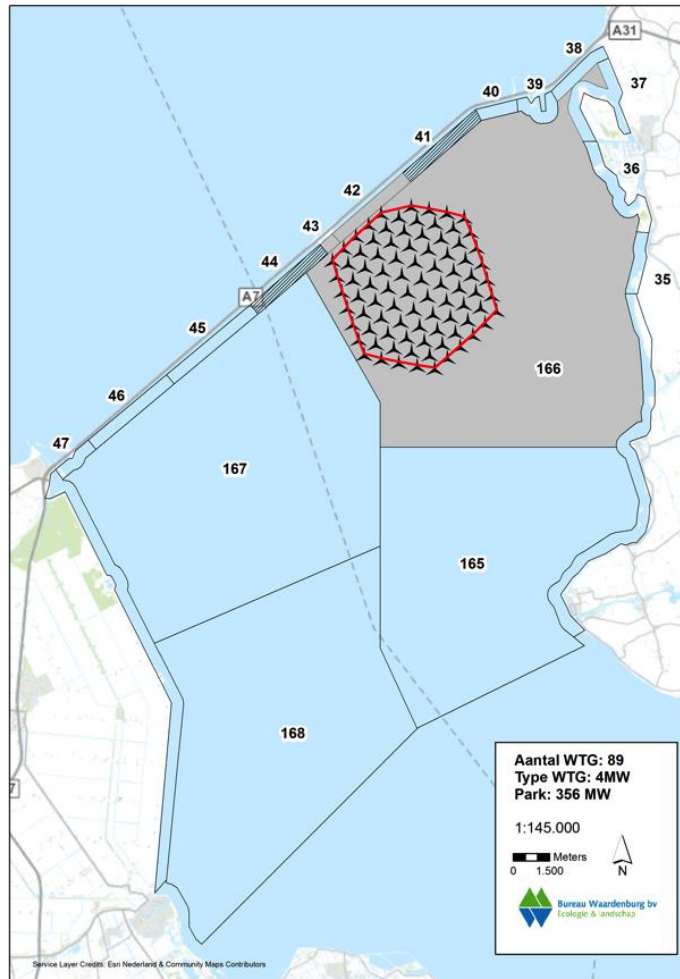 A31
38
39
37
40
41
36
42
43
35
44
A7
45
166
46
47
167
165
168
Aantal WTG: 89
Type WTG: 4MW
Park: 356 MW
1:145.000
Meters
0 1.500
N
7
Bureau Waardenburg bv
Ecologie & landschap
Service Layer Credits: Esri Nederland & Community Maps Contributors